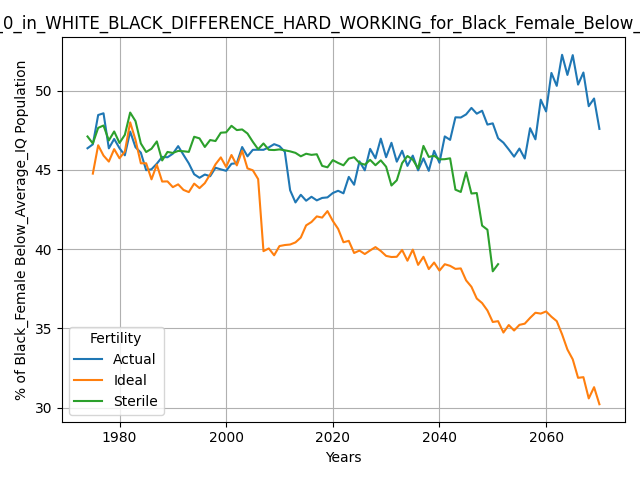 _0_in_WHITE_BLACK_DIFFERENCE_HARD_WORKING_for_Black_Female_Below_
% of Black_Female Below_Average_IQ Population
50
45
40
35
30
Fertility
Actual
Ideal
Sterile
1980
2000
2020
2040
2060
Years